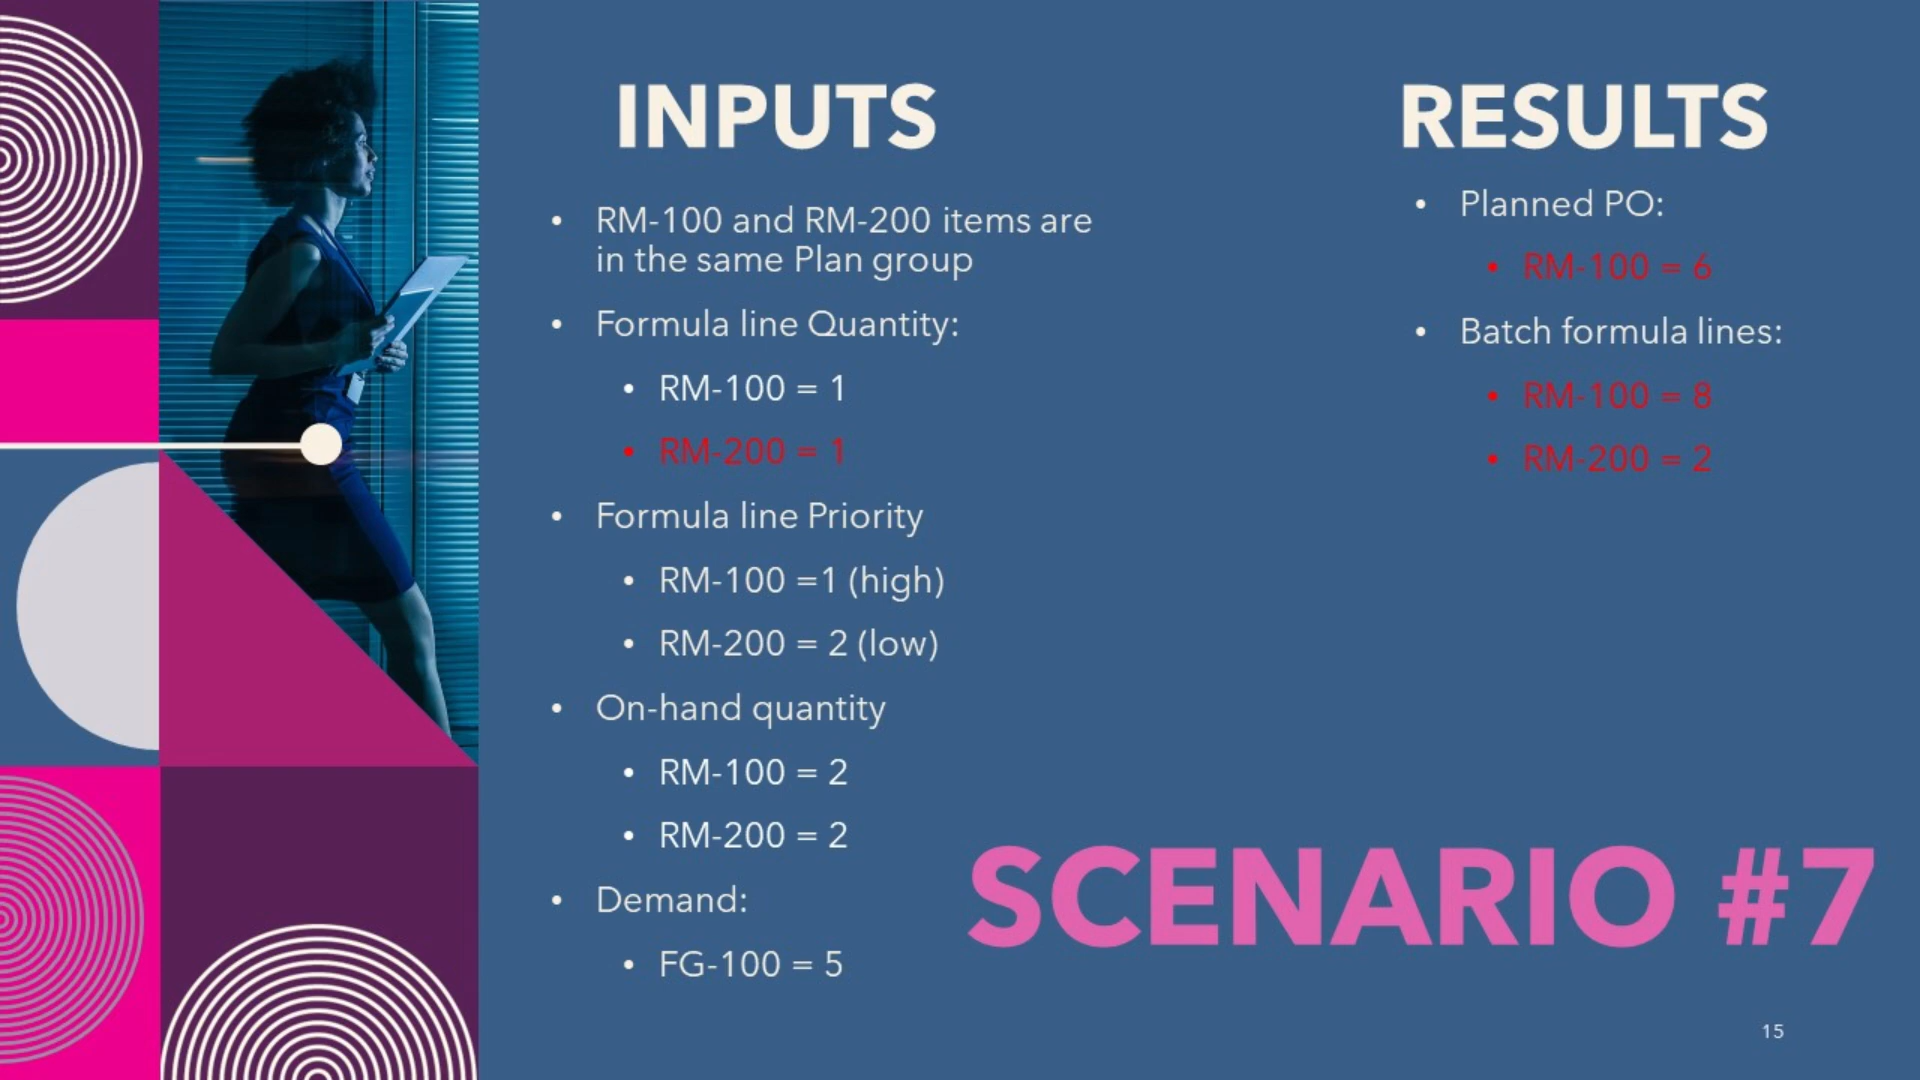 INPUTS
• RM-100 and RM-200 items are
in the same Plan group
• Formula line Quantity:
• RM-100 = 1
• RM-200 = 1
• Formula line Priority
• RM-100 =1 (high)
• RM-200 = 2 (low)
• On-hand quantity
• RM-100 = 2
• RM-200 = 2
• Demand:
• FG-100 = 5
RESULTS
• Planned PO:
• RM-100 = 6
• Batch formula lines:
• RM-100 = 8
• RM-200 = 2
SCENARIO #7
15